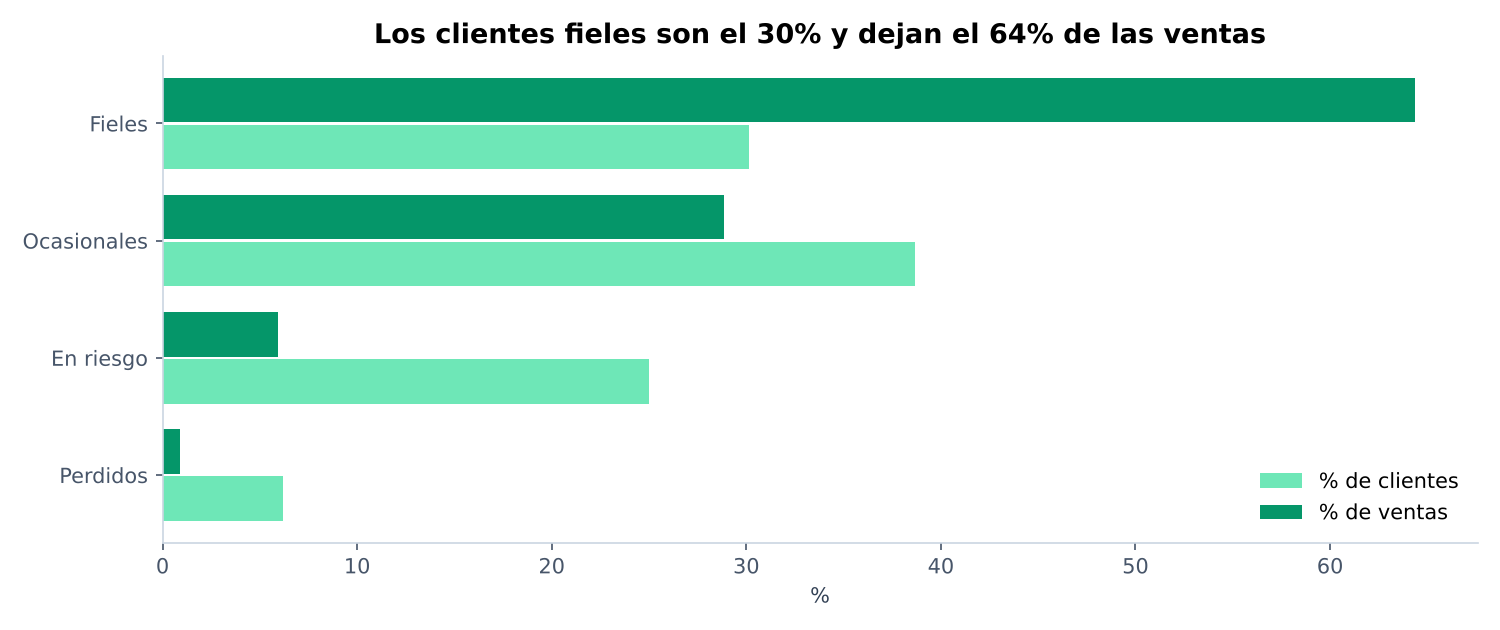 Los clientes fieles son el 30% y dejan el 64% de las ventas
Fieles
Ocasionales
En riesgo
Perdidos
% de clientes
% de ventas
0 10 20 30 40 50 60
%